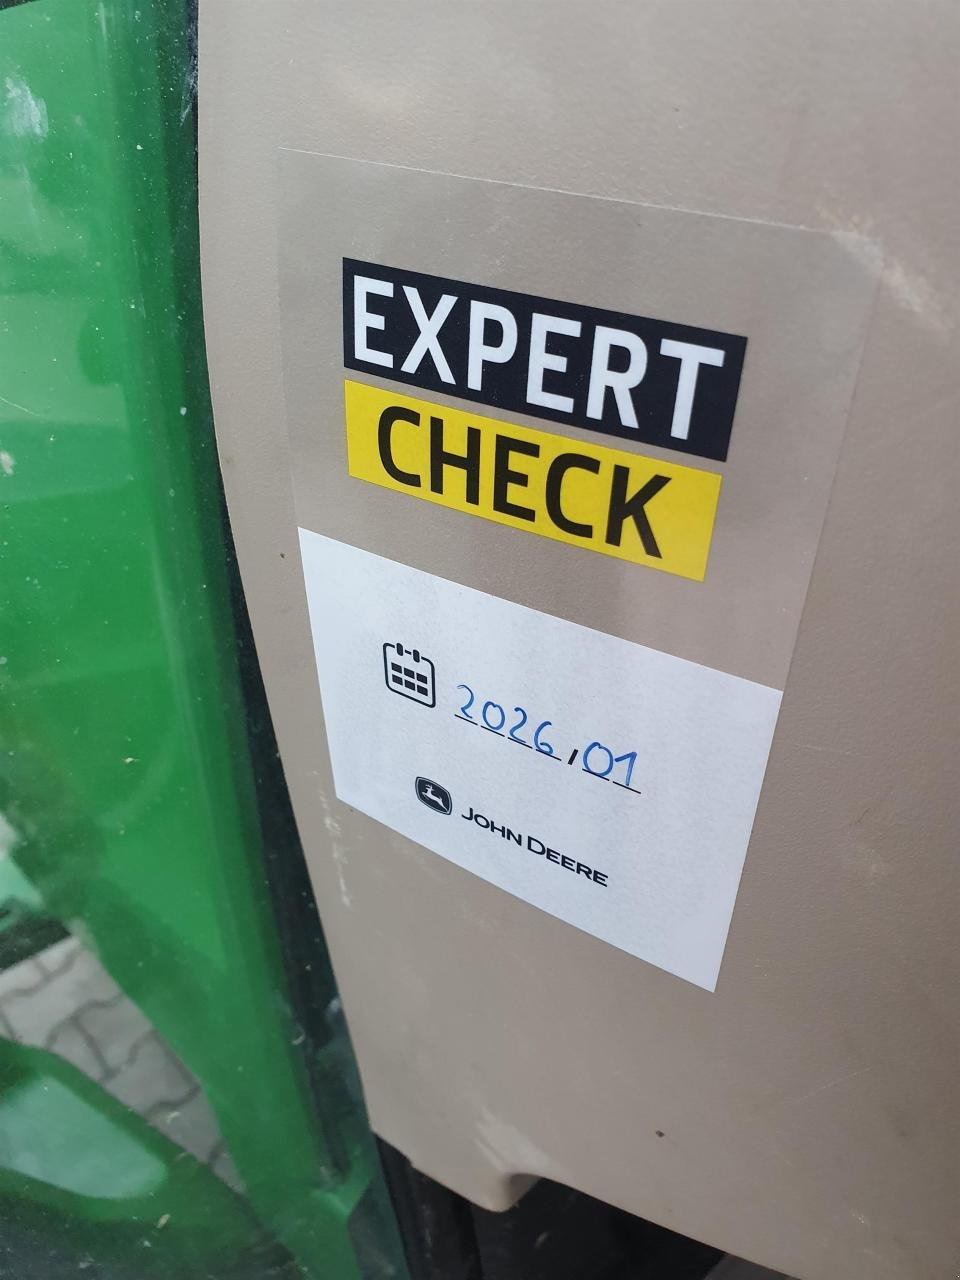 EXPERT
CHECK
2026,01
JOHN DEERE